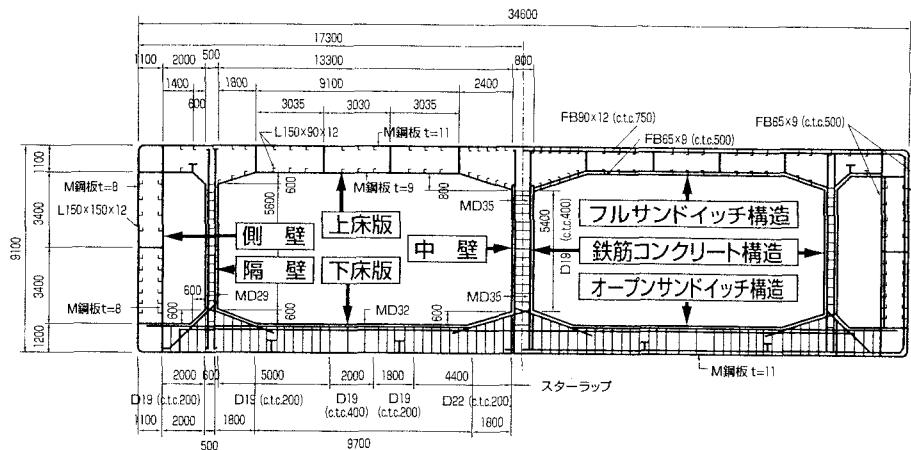 34600
17300
1100 2000 500 13300 800
1400 1800 9100 2400
600 3035 3030 3035
L150×90×12 M鋼板 t=11
FB90×12 (c.t.c.750)
FB65×9 (c.t.c.500)
FB65×9 (c.t.c.500)
9100
1100
3400
3400
1200
M鋼板t=8
L150×150×12
M鋼板t=8
600
5600
M鋼板 t=9
800
MD35
5400
D19 (c.t.c.400)
側 壁
上床版
中 壁
フルサンドイッチ構造
鉄筋コンクリート構造
隔 壁
下床版
オープンサンドイッチ構造
600
600
MD29
600
MD32
600
MD35
M鋼板 t=11
スターラップ
2000 600 5000 2000 1800 4400
D19 (c.t.c.200) D19 (c.t.c.200) D19 (c.t.c.400) D19 (c.t.c.200) D22 (c.t.c.200)
1100 2000 1800 9700 1800
500